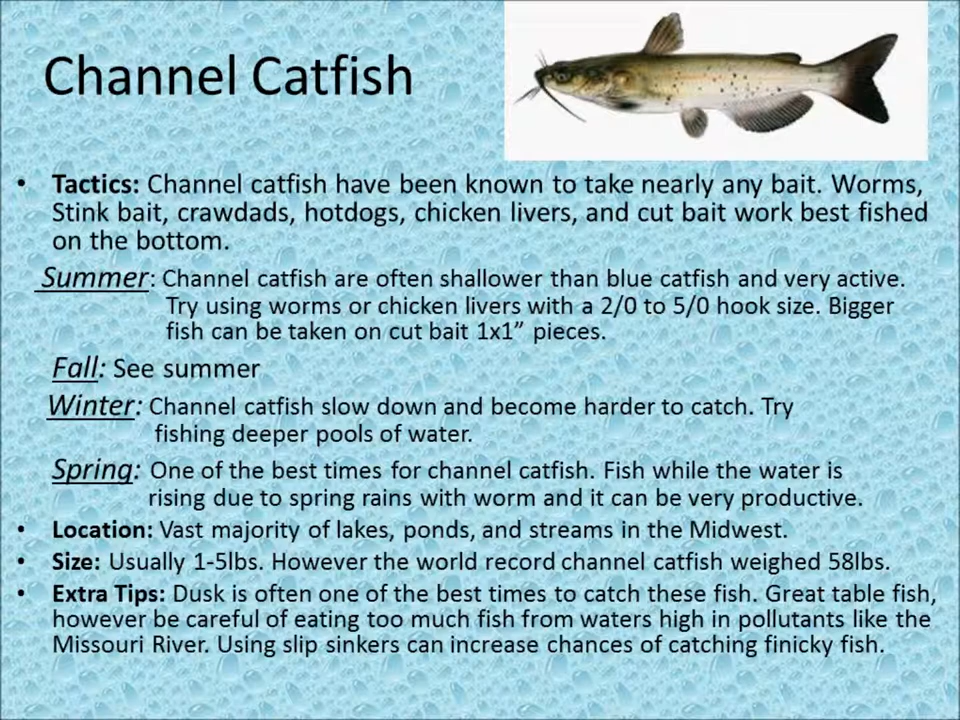 Channel Catfish
• Tactics: Channel catfish have been known to take nearly any bait. Worms,
Stink bait, crawdads, hotdogs, chicken livers, and cut bait work best fished
on the bottom.
Summer: Channel catfish are often shallower than blue catfish and very active.
Try using worms or chicken livers with a 2/0 to 5/0 hook size. Bigger
fish can be taken on cut bait 1x1” pieces.
Fall: See summer
Winter: Channel catfish slow down and become harder to catch. Try
fishing deeper pools of water.
Spring: One of the best times for channel catfish. Fish while the water is
rising due to spring rains with worm and it can be very productive.
• Location: Vast majority of lakes, ponds, and streams in the Midwest.
• Size: Usually 1-5lbs. However the world record channel catfish weighed 58lbs.
• Extra Tips: Dusk is often one of the best times to catch these fish. Great table fish,
however be careful of eating too much fish from waters high in pollutants like the
Missouri River. Using slip sinkers can increase chances of catching finicky fish.